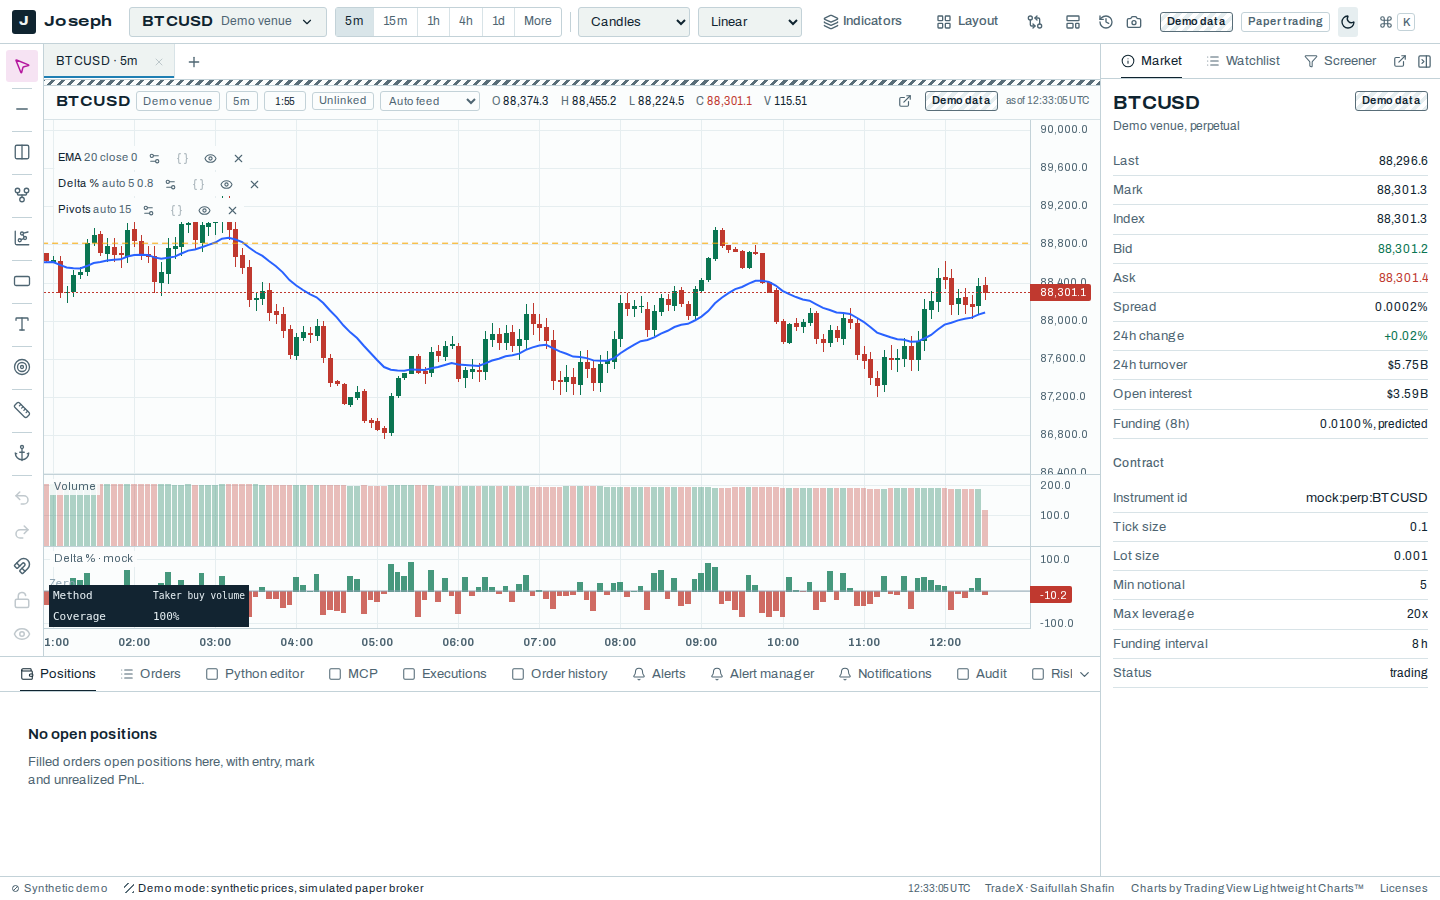 J Joseph BTCUSD Demo venue 5m 15m 1h 4h 1d More Candles Linear Indicators Layout Demo data Paper trading ⌘ K
BTCUSD · 5m × +
Market Watchlist Screener
BTCUSD Demo venue 5m 1:55 Unlinked Auto feed O 88,374.3 H 88,455.2 L 88,224.5 C 88,301.1 V 115.51 Demo data as of 12:33:05 UTC
EMA 20 close 0
Delta % auto 5 0.8
Pivots auto 15
90,000.0
89,600.0
89,200.0
88,800.0
88,400.0
88,301.1
88,000.0
87,600.0
87,200.0
86,800.0
86,400.0
Volume
200.0
100.0
Delta % · mock
100.0
-10.2
-100.0
Method Taker buy volume
Coverage 100%
1:00 02:00 03:00 04:00 05:00 06:00 07:00 08:00 09:00 10:00 11:00 12:00
BTCUSD Demo data
Demo venue, perpetual
Last 88,296.6
Mark 88,301.3
Index 88,301.3
Bid 88,301.2
Ask 88,301.4
Spread 0.0002%
24h change +0.02%
24h turnover $5.75B
Open interest $3.59B
Funding (8h) 0.0100%, predicted
Contract
Instrument id mock:perp:BTCUSD
Tick size 0.1
Lot size 0.001
Min notional 5
Max leverage 20x
Funding interval 8h
Status trading
Positions Orders Python editor MCP Executions Order history Alerts Alert manager Notifications Audit
No open positions
Filled orders open positions here, with entry, mark
and unrealized PnL.
Synthetic demo Demo mode: synthetic prices, simulated paper broker 12:33:05 UTC TradeX · Saifullah Shafin Charts by TradingView Lightweight Charts™ Licenses